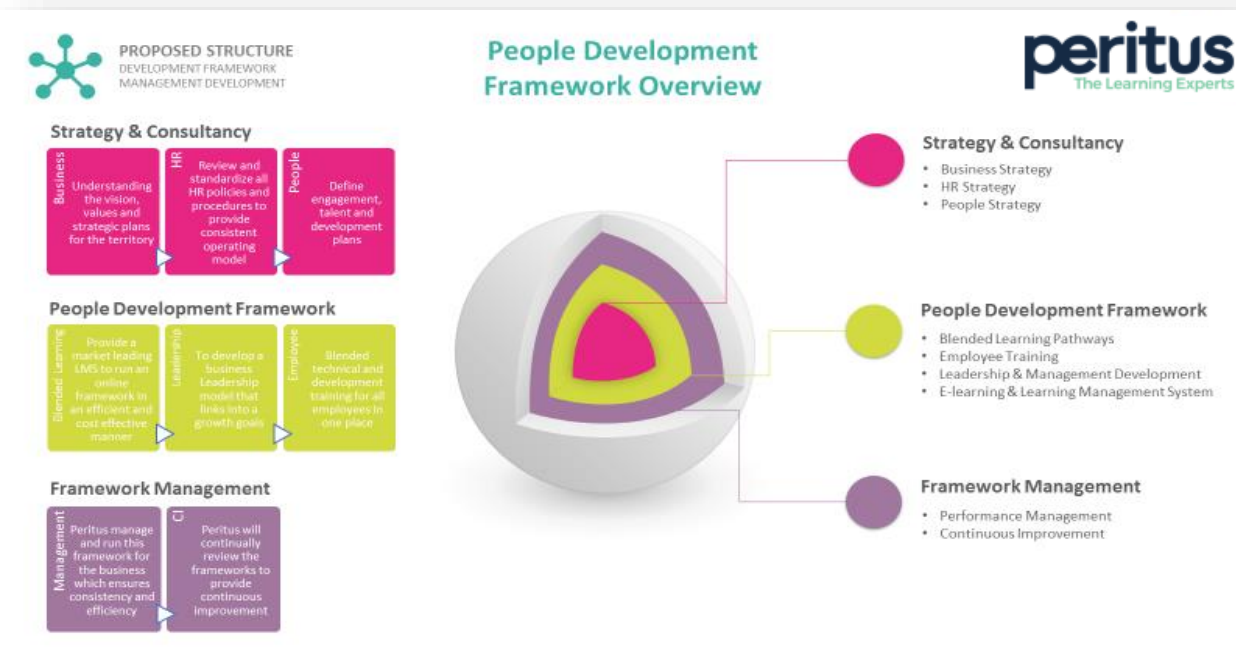 PROPOSED STRUCTURE
DEVELOPMENT FRAMEWORK
MANAGEMENT DEVELOPMENT
People Development
Framework Overview
peritus
The Learning Experts
Strategy & Consultancy
Business
Understanding
the vision,
values and
strategic plans
for the territory
HR
Review and
standardize all
HR policies and
procedures to
provide
consistent
operating
model
People
Define
engagement,
talent and
development
plans
People Development Framework
Blended Learning
Provide a
market leading
LMS to run an
online
framework in
an efficient and
cost effective
manner
Leadership
To develop a
business
Leadership
model that
links into a
growth goals
Employee
Blended
technical and
development
training for all
employees in
one place
Framework Management
Management
Peritus manage
and run this
framework for
the business
which ensures
consistency and
efficiency
CI
Peritus will
continually
review the
frameworks to
provide
continuous
improvement
Strategy & Consultancy
• Business Strategy
• HR Strategy
• People Strategy
People Development Framework
• Blended Learning Pathways
• Employee Training
• Leadership & Management Development
• E-learning & Learning Management System
Framework Management
• Performance Management
• Continuous Improvement